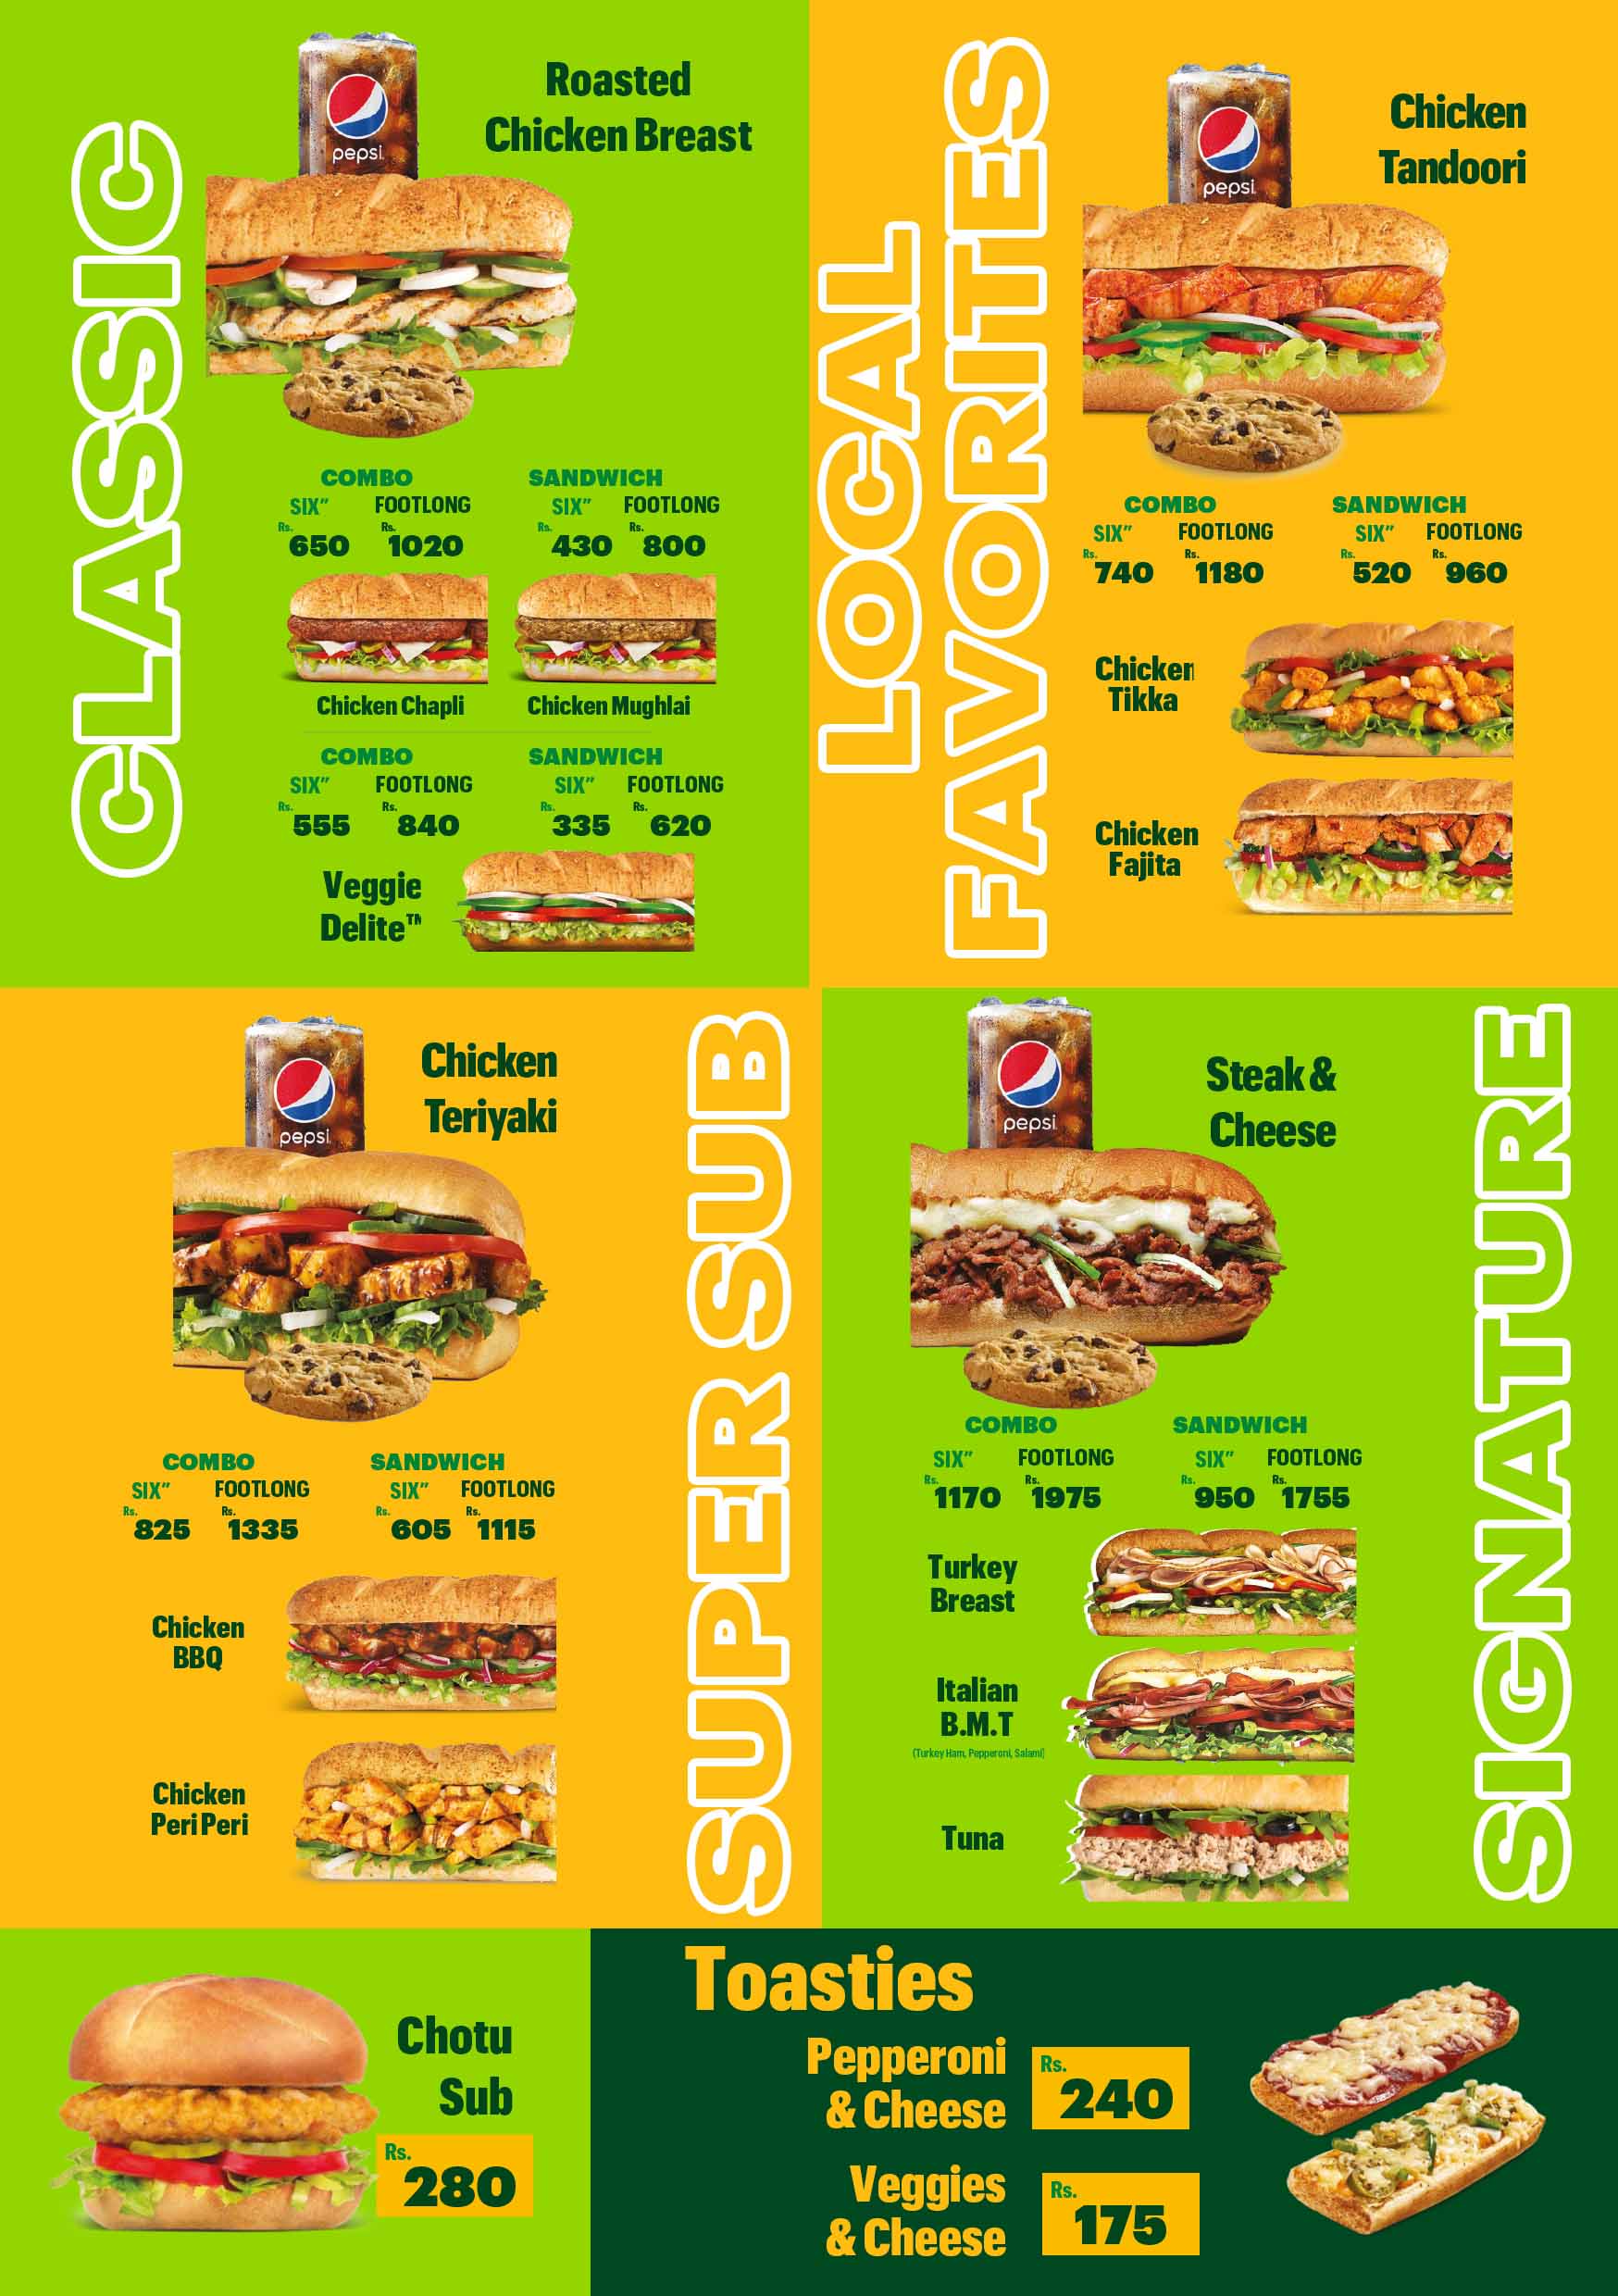 CLASSIC
pepsi
Roasted
Chicken Breast
COMBO SANDWICH
SIX” FOOTLONG SIX” FOOTLONG
Rs. Rs. Rs. Rs.
650 1020 430 800
Chicken Chapli Chicken Mughlai
COMBO SANDWICH
SIX” FOOTLONG SIX” FOOTLONG
Rs. Rs. Rs. Rs.
555 840 335 620
Veggie
Delite™
LOCAL
FAVORITES
pepsi
Chicken
Tandoori
COMBO SANDWICH
SIX” FOOTLONG SIX” FOOTLONG
Rs. Rs. Rs. Rs.
740 1180 520 960
Chicken
Tikka
Chicken
Fajita
SUPER SUB
pepsi
Chicken
Teriyaki
COMBO SANDWICH
SIX” FOOTLONG SIX” FOOTLONG
Rs. Rs. Rs. Rs.
825 1335 605 1115
Chicken
BBQ
Chicken
Peri Peri
SIGNATURE
pepsi
Steak &
Cheese
COMBO SANDWICH
SIX” FOOTLONG SIX” FOOTLONG
Rs. Rs. Rs. Rs.
1170 1975 950 1755
Turkey
Breast
Italian
B.M.T
(Turkey Ham, Pepperoni, Salami)
Tuna
Chotu
Sub
Rs.
280
Toasties
Pepperoni
& Cheese
Rs.
240
Veggies
& Cheese
Rs.
175